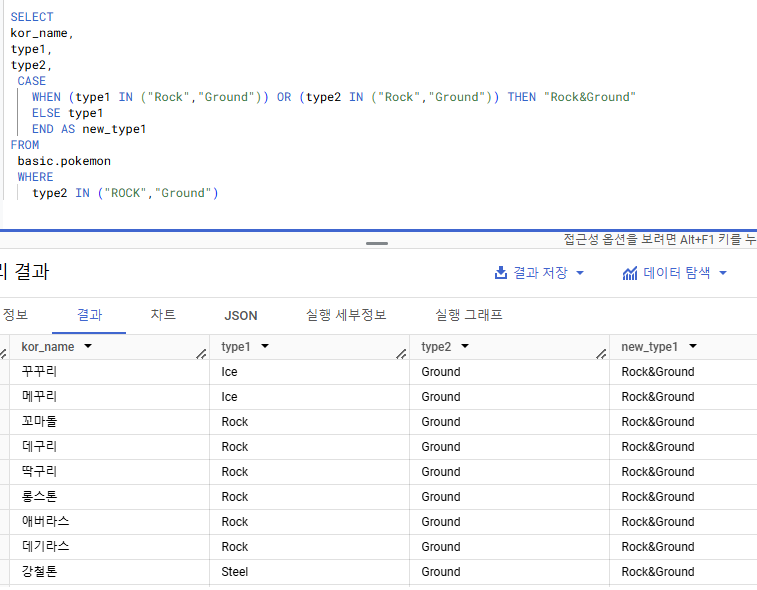 SELECT
kor_name,
type1,
type2,
CASE
WHEN (type1 IN ("Rock","Ground")) OR (type2 IN ("Rock","Ground")) THEN "Rock&Ground"
ELSE type1
END AS new_type1
FROM
basic.pokemon
WHERE
type2 IN ("ROCK","Ground")
접근성 옵션을 보려면 Alt+F1 키를 누
리 결과 결과 저장 데이터 탐색
정보 결과 차트 JSON 실행 세부정보 실행 그래프
kor_name type1 type2 new_type1
꾸꾸리 Ice Ground Rock&Ground
메꾸리 Ice Ground Rock&Ground
꼬마돌 Rock Ground Rock&Ground
데구리 Rock Ground Rock&Ground
딱구리 Rock Ground Rock&Ground
롱스톤 Rock Ground Rock&Ground
애버라스 Rock Ground Rock&Ground
데기라스 Rock Ground Rock&Ground
강철톤 Steel Ground Rock&Ground